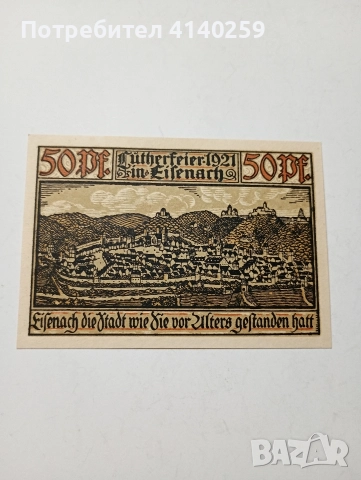 Потребител 4140259
50 Pf. Lutherfeier·1921 50 Pf.
in Eisenach
Eisenach die Stadt wie Sie vor Alters gestanden hatt
BAZAR
bg